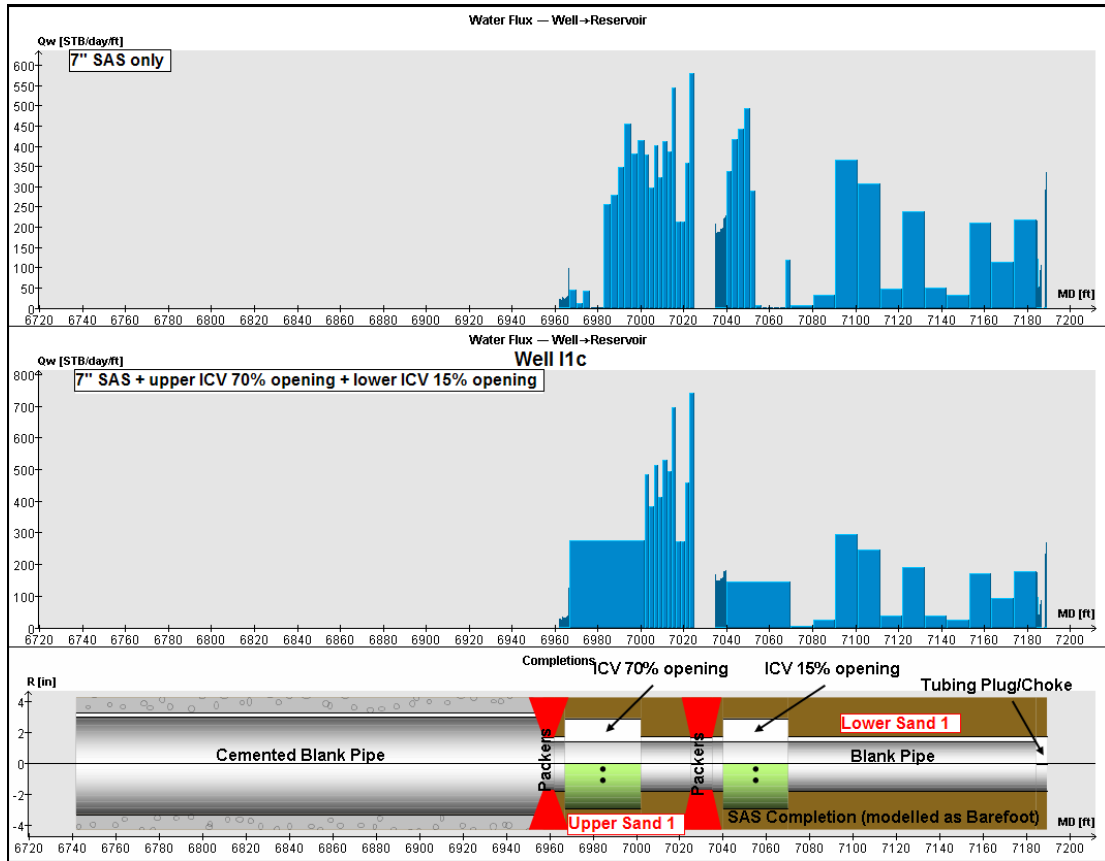 Water Flux — Well→Reservoir
Qw [STB/day/ft]
7" SAS only
600
550
500
450
400
350
300
250
200
150
100
50
0
MD [ft]
6720 6740 6760 6780 6800 6820 6840 6860 6880 6900 6920 6940 6960 6980 7000 7020 7040 7060 7080 7100 7120 7140 7160 7180 7200
Water Flux — Well→Reservoir
Qw [STB/day/ft]
Well I1c
7" SAS + upper ICV 70% opening + lower ICV 15% opening
800
700
600
500
400
300
200
100
0
MD [ft]
6720 6740 6760 6780 6800 6820 6840 6860 6880 6900 6920 6940 6960 6980 7000 7020 7040 7060 7080 7100 7120 7140 7160 7180 7200
Completions
ICV 70% opening
ICV 15% opening
R [in]
Tubing Plug/Choke
4
2
0
-2
-4
Lower Sand 1
Cemented Blank Pipe
Packers
Packers
Blank Pipe
Upper Sand 1
SAS Completion (modelled as Barefoot)
MD [ft]
6720 6740 6760 6780 6800 6820 6840 6860 6880 6900 6920 6940 6960 6980 7000 7020 7040 7060 7080 7100 7120 7140 7160 7180 7200